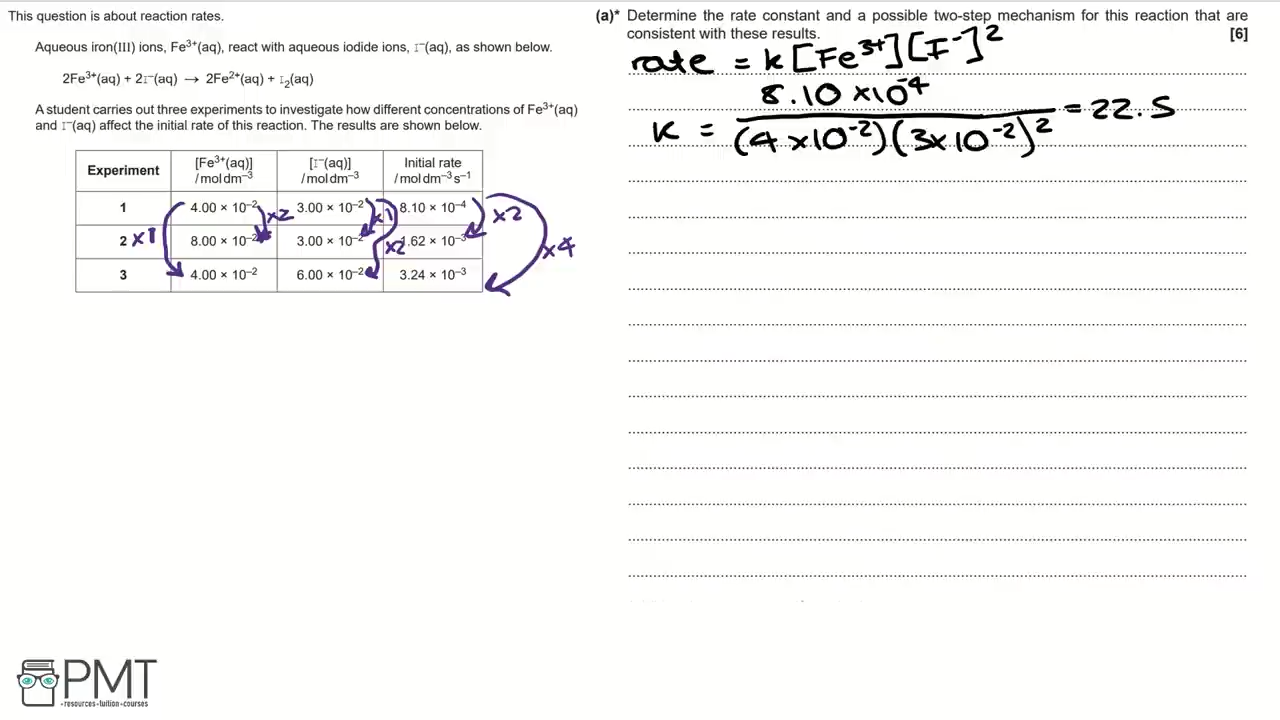 This question is about reaction rates.
Aqueous iron(III) ions, Fe³⁺(aq), react with aqueous iodide ions, I⁻(aq), as shown below.
2Fe³⁺(aq) + 2I⁻(aq) → 2Fe²⁺(aq) + I₂(aq)
A student carries out three experiments to investigate how different concentrations of Fe³⁺(aq)
and I⁻(aq) affect the initial rate of this reaction. The results are shown below.
Experiment [Fe³⁺(aq)] /mol dm⁻³ [I⁻(aq)] /mol dm⁻³ Initial rate /mol dm⁻³ s⁻¹
1 4.00 × 10⁻² 3.00 × 10⁻² 8.10 × 10⁻⁴
×2 ×1 ×2
2 8.00 × 10⁻² 3.00 × 10⁻² 1.62 × 10⁻³
×1 ×2 ×4
3 4.00 × 10⁻² 6.00 × 10⁻² 3.24 × 10⁻³
(a)* Determine the rate constant and a possible two-step mechanism for this reaction that are
consistent with these results. [6]
rate = k [Fe³⁺][I⁻]²
8.10 ×10⁻⁴
k = = 22.5
(4 ×10⁻²)(3×10⁻²)²
PMT
•resources•tuition•courses